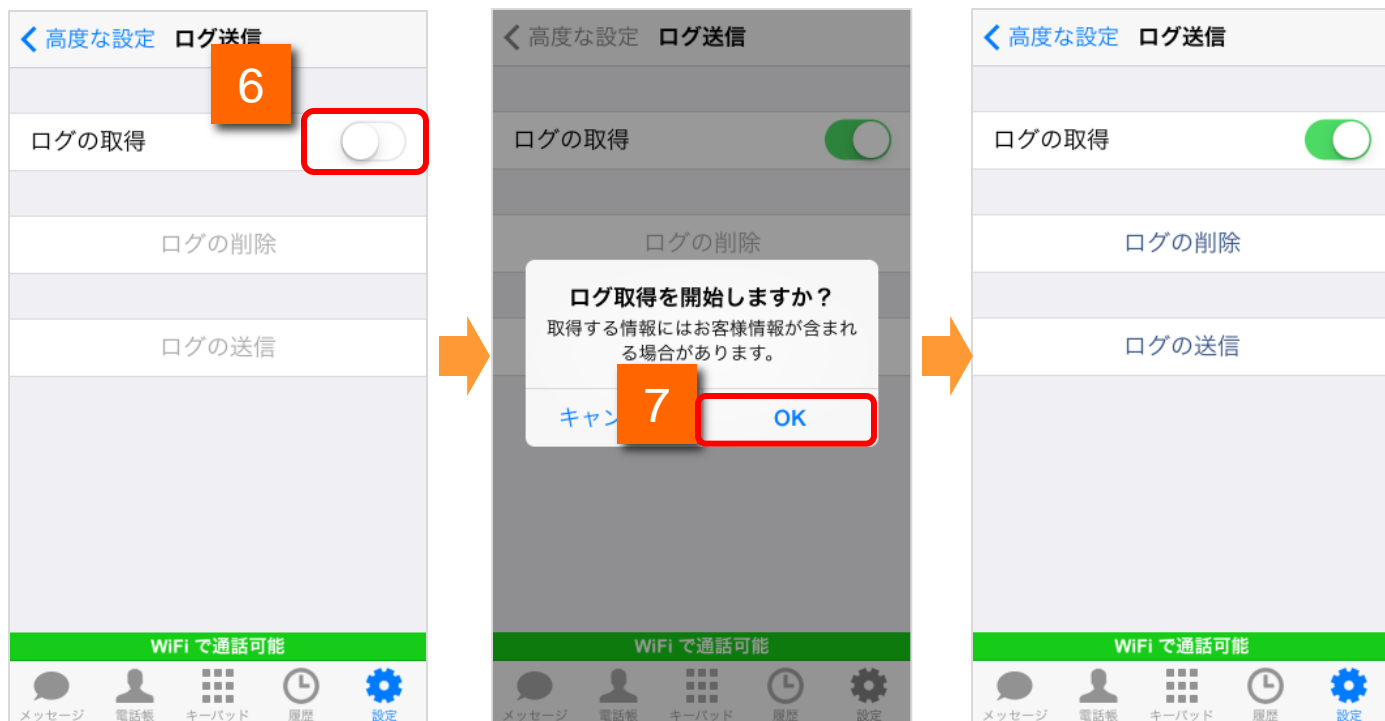 高度な設定 ログ送信
6
ログの取得
ログの削除
ログの送信
WiFi で通話可能
メッセージ 電話帳 キーパッド 履歴 設定
高度な設定 ログ送信
ログの取得
ログの削除
ログ取得を開始しますか？
取得する情報にはお客様情報が含まれ
る場合があります。
キャン 7 OK
WiFi で通話可能
メッセージ 電話帳 キーパッド 履歴 設定
高度な設定 ログ送信
ログの取得
ログの削除
ログの送信
WiFi で通話可能
メッセージ 電話帳 キーパッド 履歴 設定